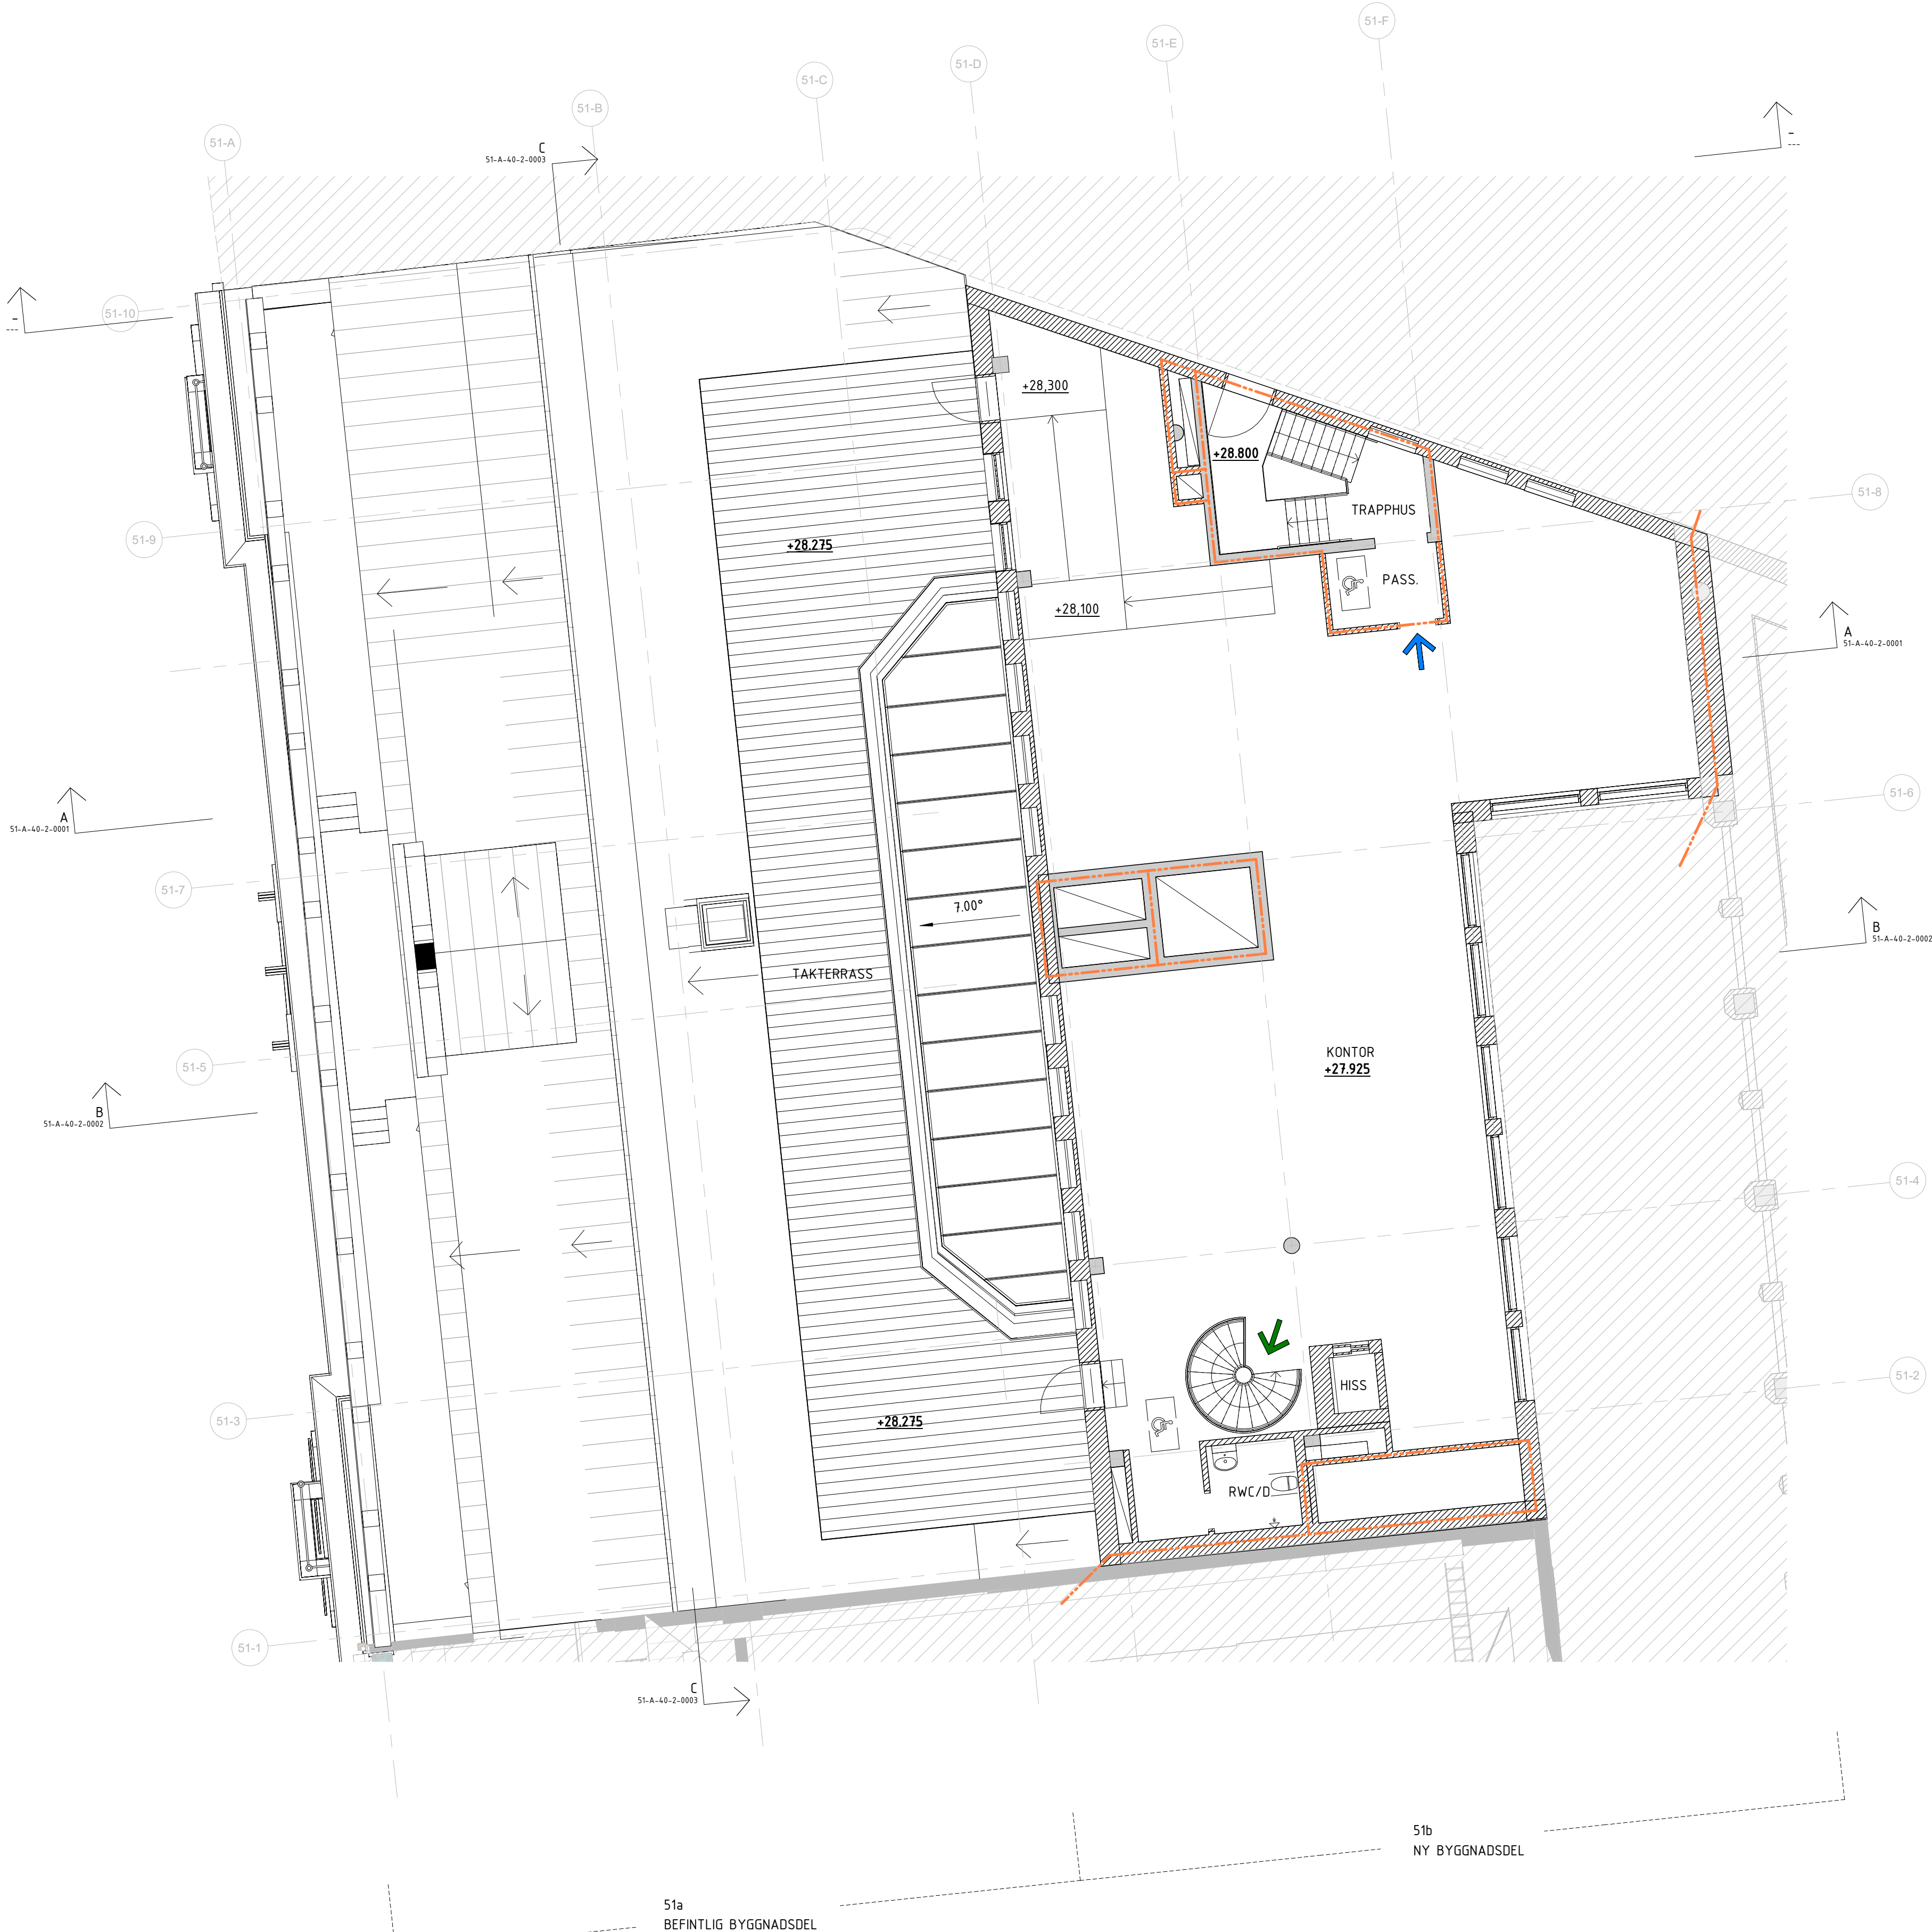 51-F
51-E
51-D
51-C
51-B
51-A
C
51-A-40-2-0003
-
---
-
---
51-10
51-9
51-8
+28,300
+28.800
TRAPPHUS
PASS.
+28.275
+28,100
A
51-A-40-2-0001
A
51-A-40-2-0001
51-6
51-7
7.00°
TAKTERRASS
B
51-A-40-2-0002
KONTOR
+27.925
51-5
B
51-A-40-2-0002
51-4
51-2
HISS
51-3
+28.275
RWC/D
51-1
C
51-A-40-2-0003
51b
NY BYGGNADSDEL
51a
BEFINTLIG BYGGNADSDEL